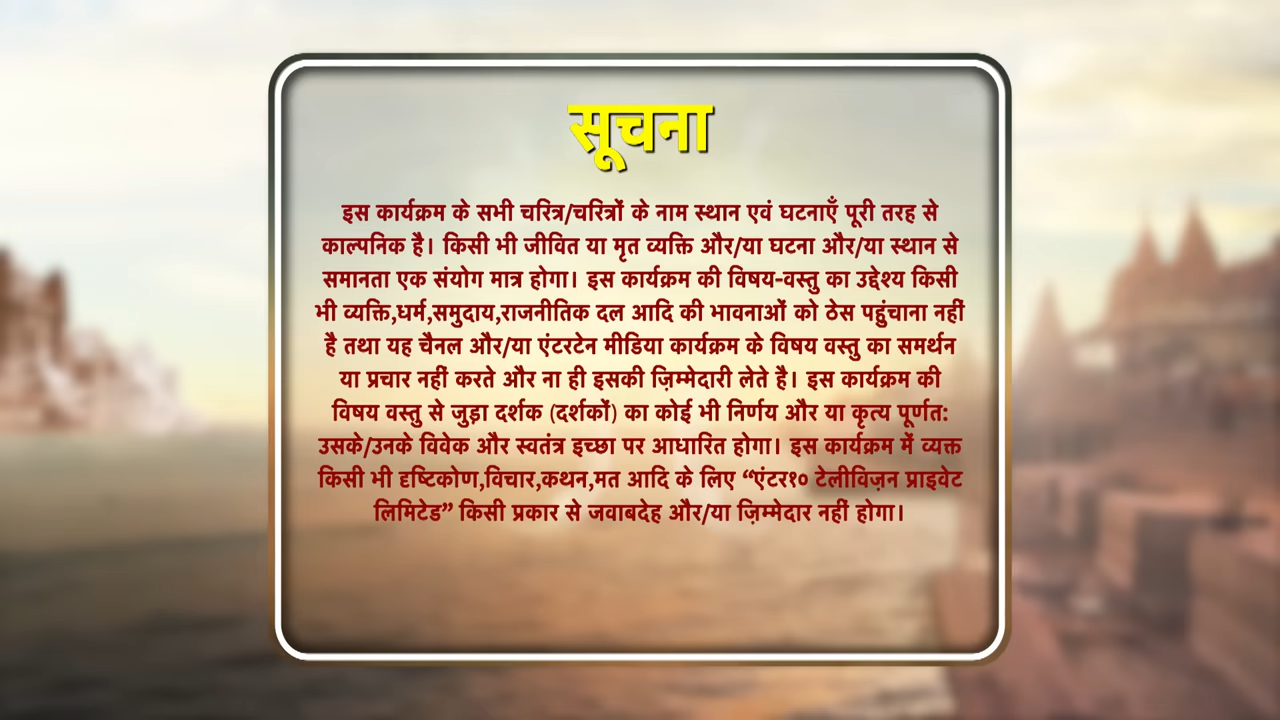 सूचना
इस कार्यक्रम के सभी चरित्र/चरित्रों के नाम स्थान एवं घटनाएँ पूरी तरह से
काल्पनिक है। किसी भी जीवित या मृत व्यक्ति और/या घटना और/या स्थान से
समानता एक संयोग मात्र होगा। इस कार्यक्रम की विषय-वस्तु का उद्देश्य किसी
भी व्यक्ति,धर्म,समुदाय,राजनीतिक दल आदि की भावनाओं को ठेस पहुंचाना नहीं
है तथा यह चैनल और/या एंटरटेन मीडिया कार्यक्रम के विषय वस्तु का समर्थन
या प्रचार नहीं करते और ना ही इसकी ज़िम्मेदारी लेते है। इस कार्यक्रम की
विषय वस्तु से जुड़ा दर्शक (दर्शकों) का कोई भी निर्णय और या कृत्य पूर्णत:
उसके/उनके विवेक और स्वतंत्र इच्छा पर आधारित होगा। इस कार्यक्रम में व्यक्त
किसी भी दृष्टिकोण,विचार,कथन,मत आदि के लिए “एंटर१० टेलीविज़न प्राइवेट
लिमिटेड” किसी प्रकार से जवाबदेह और/या ज़िम्मेदार नहीं होगा।